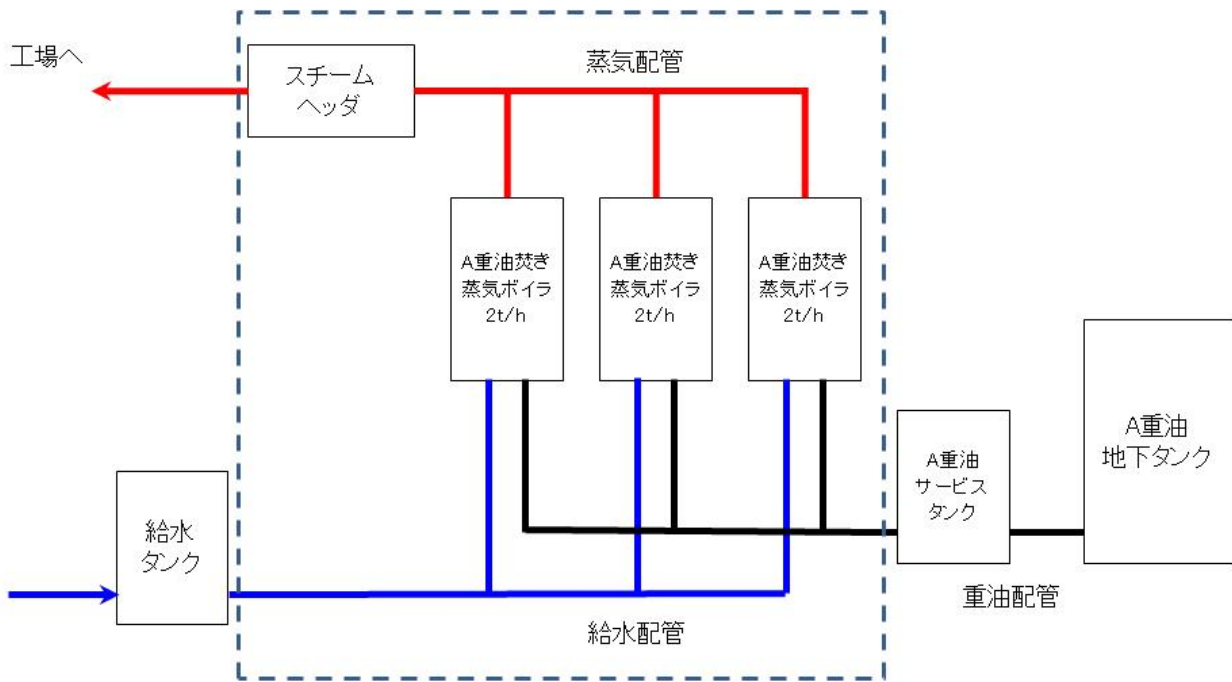 工場へ
スチーム
ヘッダ
蒸気配管
A重油焚き
蒸気ボイラ
2t/h
A重油焚き
蒸気ボイラ
2t/h
A重油焚き
蒸気ボイラ
2t/h
A重油
サービス
タンク
A重油
地下タンク
給水
タンク
重油配管
給水配管